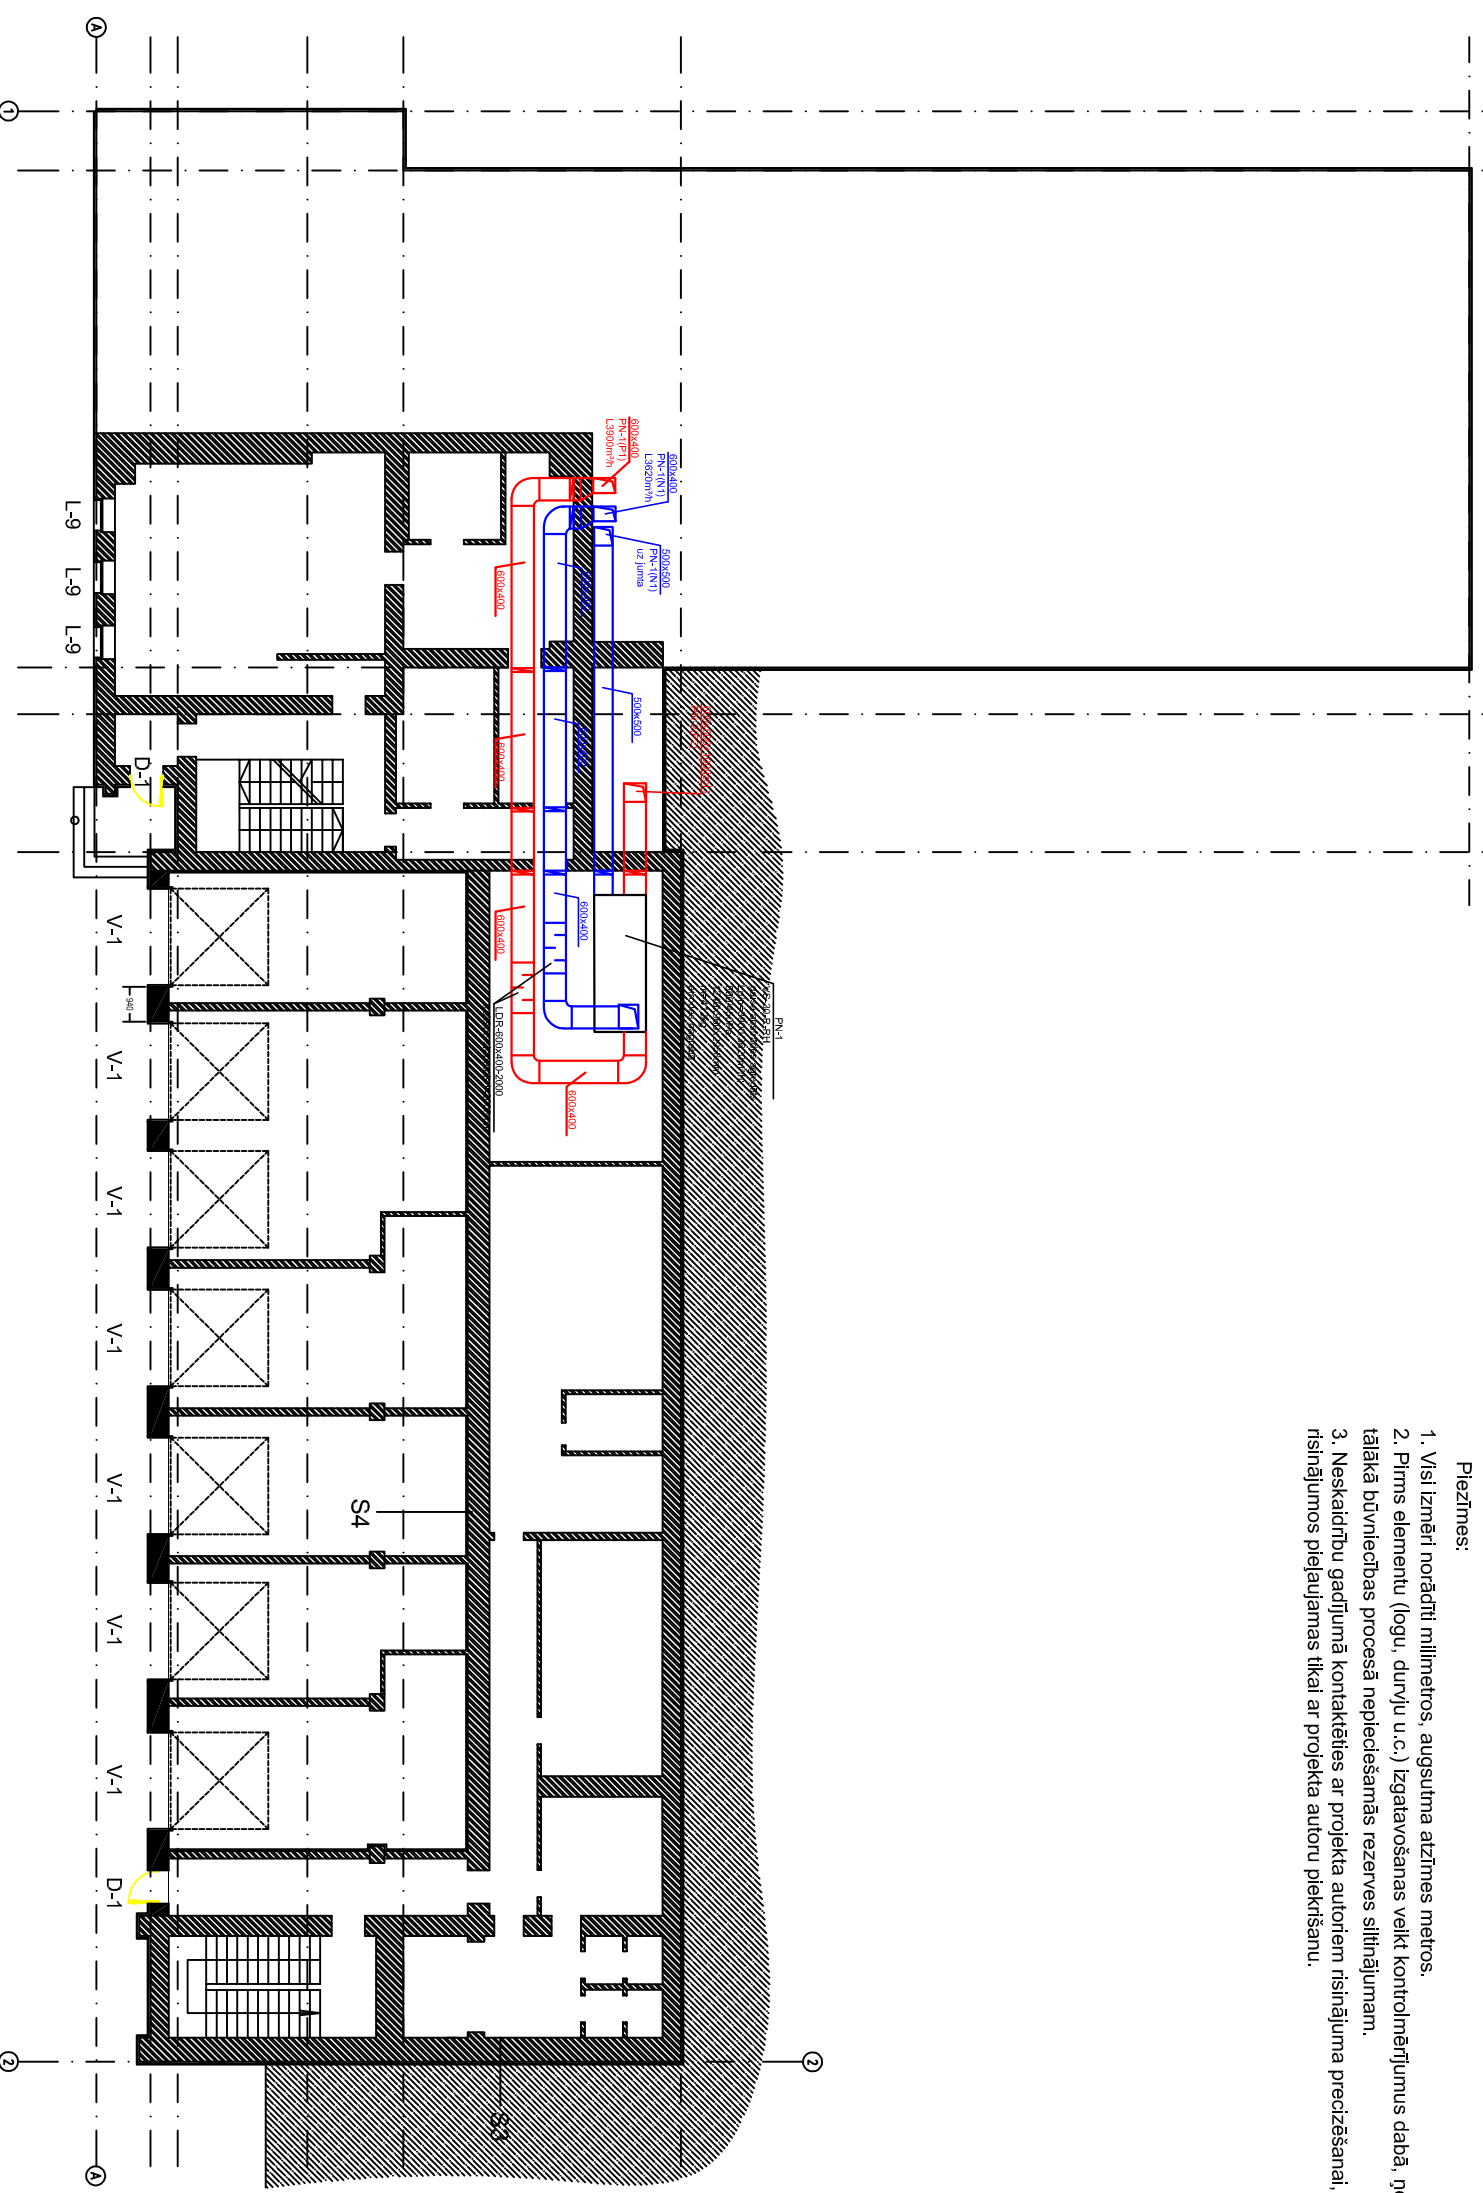 Piezīmes:
1. Visi izmēri norādīti milimetros, augsutma atzīmes metros.
2. Pirms elementu (logu, durvju u.c.) izgatavošanas veikt kontrolmērījumus dabā,
tālākā būvniecības procesā nepieciešamās rezerves siltinājumam.
3. Neskaidrību gadījumā kontaktēties ar projekta autoriem risinājuma precizēšanai,
risinājumos pieļaujamas tikai ar projekta autoru piekrišanu.
A
1
600x400
PN-1(P1)
L3900m³/h
600x400
PN-1(N1)
L3620m³/h
500x500
PN-1(N1)
uz jumta
600x400
500x500
600x400
600x400
600x400
600x400
PN-1
LDR-600x400-2000
L-9
L-9
L-9
D-1
V-1
940
V-1
V-1
V-1
V-1
V-1
V-1
D-1
S4
S3
2
2
A